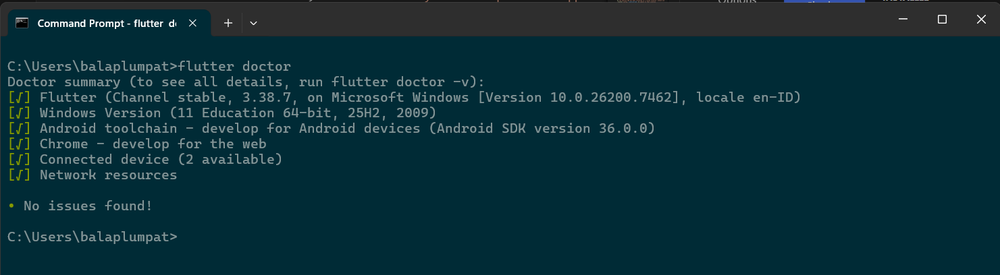 Options
Command Prompt - flutter do
C:\Users\balaplumpat>flutter doctor
Doctor summary (to see all details, run flutter doctor -v):
[√] Flutter (Channel stable, 3.38.7, on Microsoft Windows [Version 10.0.26200.7462], locale en-ID)
[√] Windows Version (11 Education 64-bit, 25H2, 2009)
[√] Android toolchain - develop for Android devices (Android SDK version 36.0.0)
[√] Chrome - develop for the web
[√] Connected device (2 available)
[√] Network resources
• No issues found!
C:\Users\balaplumpat>